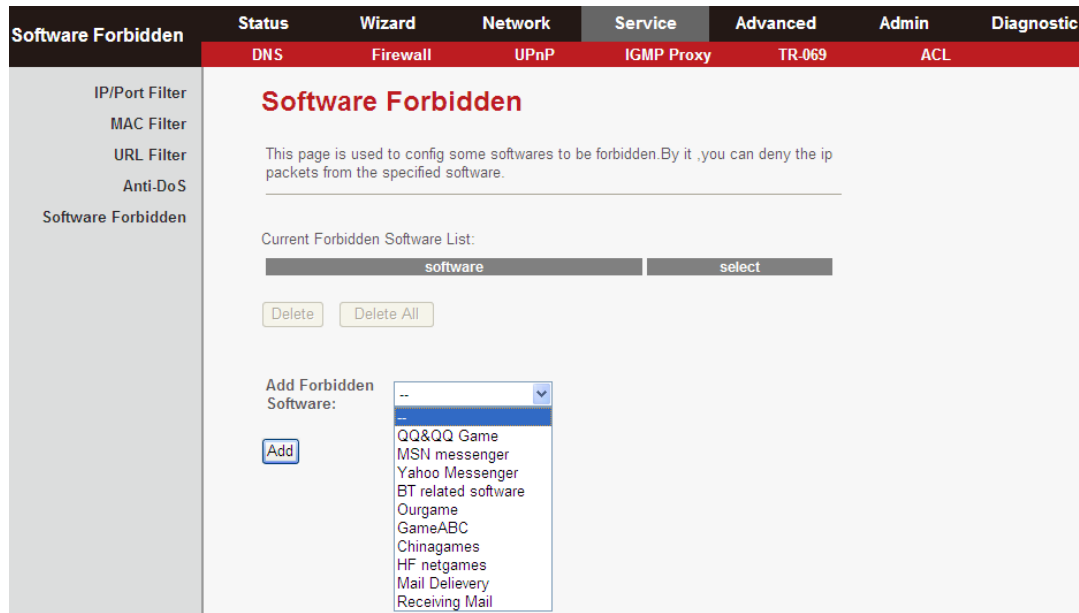 Software Forbidden
Status Wizard Network Service Advanced Admin Diagnostic
DNS Firewall UPnP IGMP Proxy TR-069 ACL
IP/Port Filter
MAC Filter
URL Filter
Anti-DoS
Software Forbidden
Software Forbidden
This page is used to config some softwares to be forbidden.By it ,you can deny the ip
packets from the specified software.
Current Forbidden Software List:
software select
Delete Delete All
Add Forbidden
Software:
--
--
QQ&QQ Game
MSN messenger
Yahoo Messenger
BT related software
Ourgame
GameABC
Chinagames
HF netgames
Mail Delievery
Receiving Mail
Add